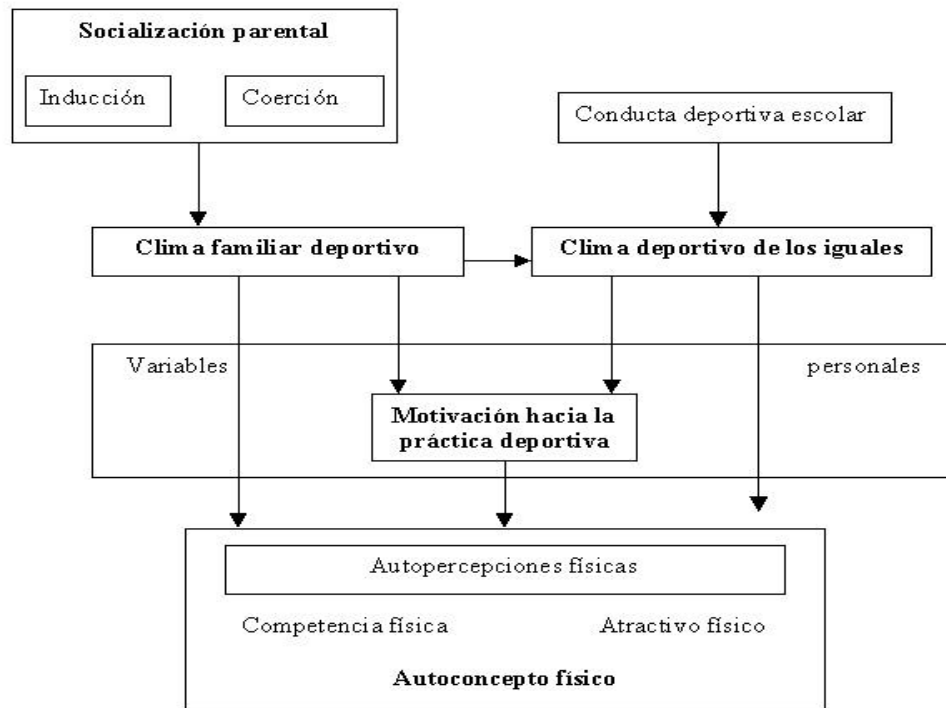 Socialización parental
Inducción
Coerción
Conducta deportiva escolar
Clima familiar deportivo
Clima deportivo de los iguales
Variables
personales
Motivación hacia la
práctica deportiva
Autopercepciones físicas
Competencia física
Atractivo físico
Autoconcepto físico